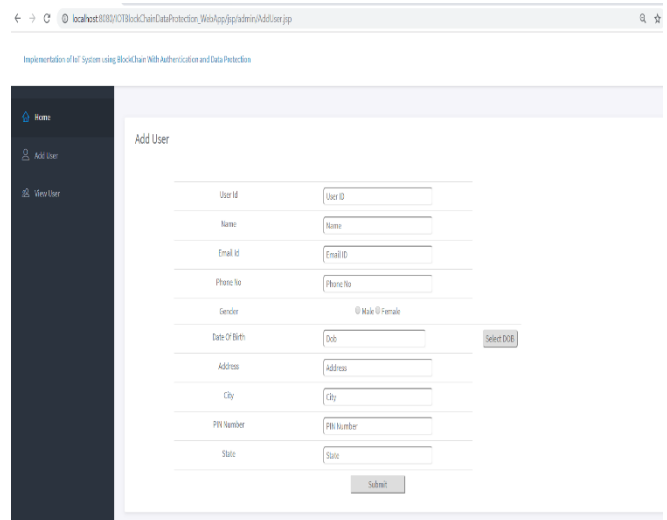 localhost:8080/IOTBlockChainDataProtection_WebApp/jsp/admin/AddUser.jsp
Implementation of IoT System using BlockChain With Authentication and Data Protection
Home
Add User
View User
Add User
User Id User ID
Name Name
Email Id Email ID
Phone No Phone No
Gender Male Female
Date Of Birth Dob Select DOB
Address Address
City City
PIN Number PIN Number
State State
Submit